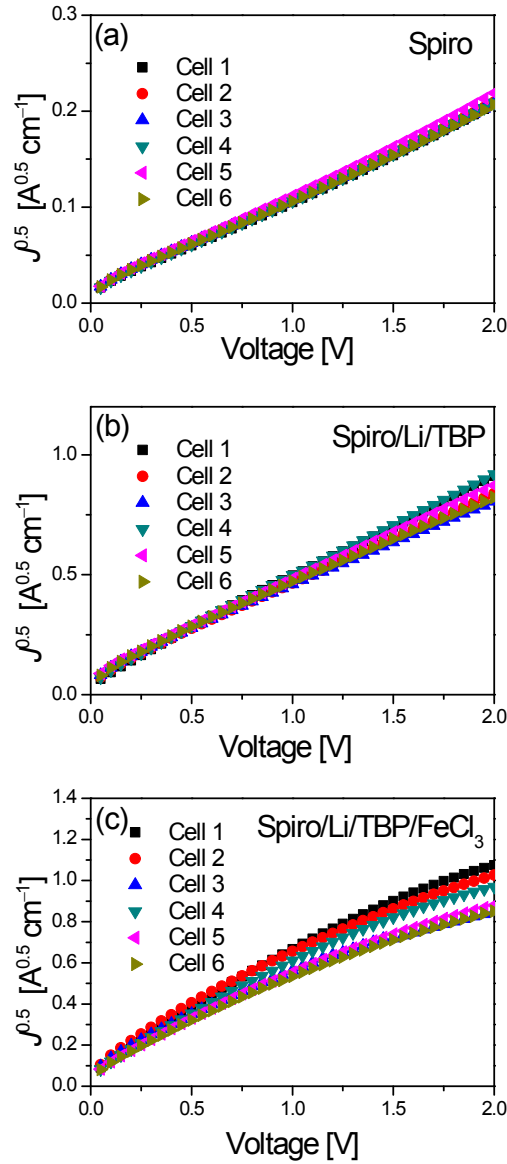 (a)
Spiro
Cell 1
Cell 2
Cell 3
Cell 4
Cell 5
Cell 6
J^0.5 [A^0.5 cm^−1]
0.3
0.2
0.1
0.0
0.0 0.5 1.0 1.5 2.0
Voltage [V]
(b)
Spiro/Li/TBP
Cell 1
Cell 2
Cell 3
Cell 4
Cell 5
Cell 6
J^0.5 [A^0.5 cm^−1]
1.0
0.5
0.0
0.0 0.5 1.0 1.5 2.0
Voltage [V]
(c)
Spiro/Li/TBP/FeCl₃
Cell 1
Cell 2
Cell 3
Cell 4
Cell 5
Cell 6
J^0.5 [A^0.5 cm^−1]
1.4
1.2
1.0
0.8
0.6
0.4
0.2
0.0
0.0 0.5 1.0 1.5 2.0
Voltage [V]